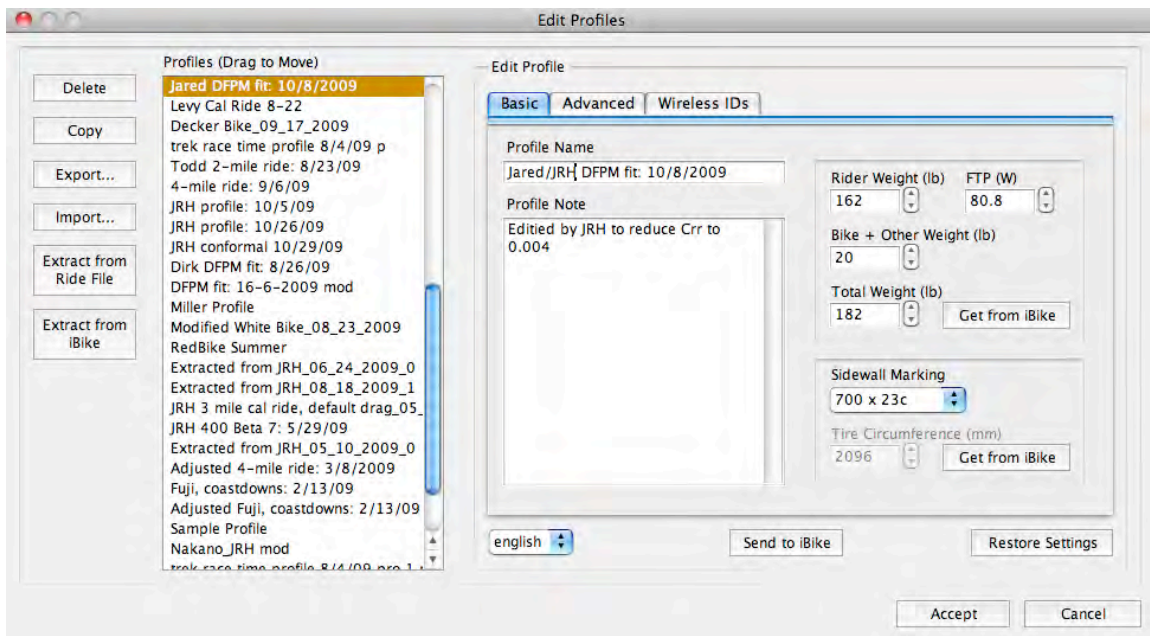 Edit Profiles
Delete
Copy
Export...
Import...
Extract from
Ride File
Extract from
iBike
Profiles (Drag to Move)
Jared DFPM fit: 10/8/2009
Levy Cal Ride 8-22
Decker Bike_09_17_2009
trek race time profile 8/4/09 p
Todd 2-mile ride: 8/23/09
4-mile ride: 9/6/09
JRH profile: 10/5/09
JRH profile: 10/26/09
JRH conformal 10/29/09
Dirk DFPM fit: 8/26/09
DFPM fit: 16-6-2009 mod
Miller Profile
Modified White Bike_08_23_2009
RedBike Summer
Extracted from JRH_06_24_2009_0
Extracted from JRH_08_18_2009_1
JRH 3 mile cal ride, default drag_05_
JRH 400 Beta 7: 5/29/09
Extracted from JRH_05_10_2009_0
Adjusted 4-mile ride: 3/8/2009
Fuji, coastdowns: 2/13/09
Adjusted Fuji, coastdowns: 2/13/09
Sample Profile
Nakano_JRH mod
trek race time profile 8/4/09 pro 1
Edit Profile
Basic Advanced Wireless IDs
Profile Name
Jared/JRH DFPM fit: 10/8/2009
Profile Note
Editied by JRH to reduce Crr to
0.004
Rider Weight (lb) FTP (W)
162 80.8
Bike + Other Weight (lb)
20
Total Weight (lb)
182 Get from iBike
Sidewall Marking
700 x 23c
Tire Circumference (mm)
2096 Get from iBike
english Send to iBike Restore Settings
Accept Cancel